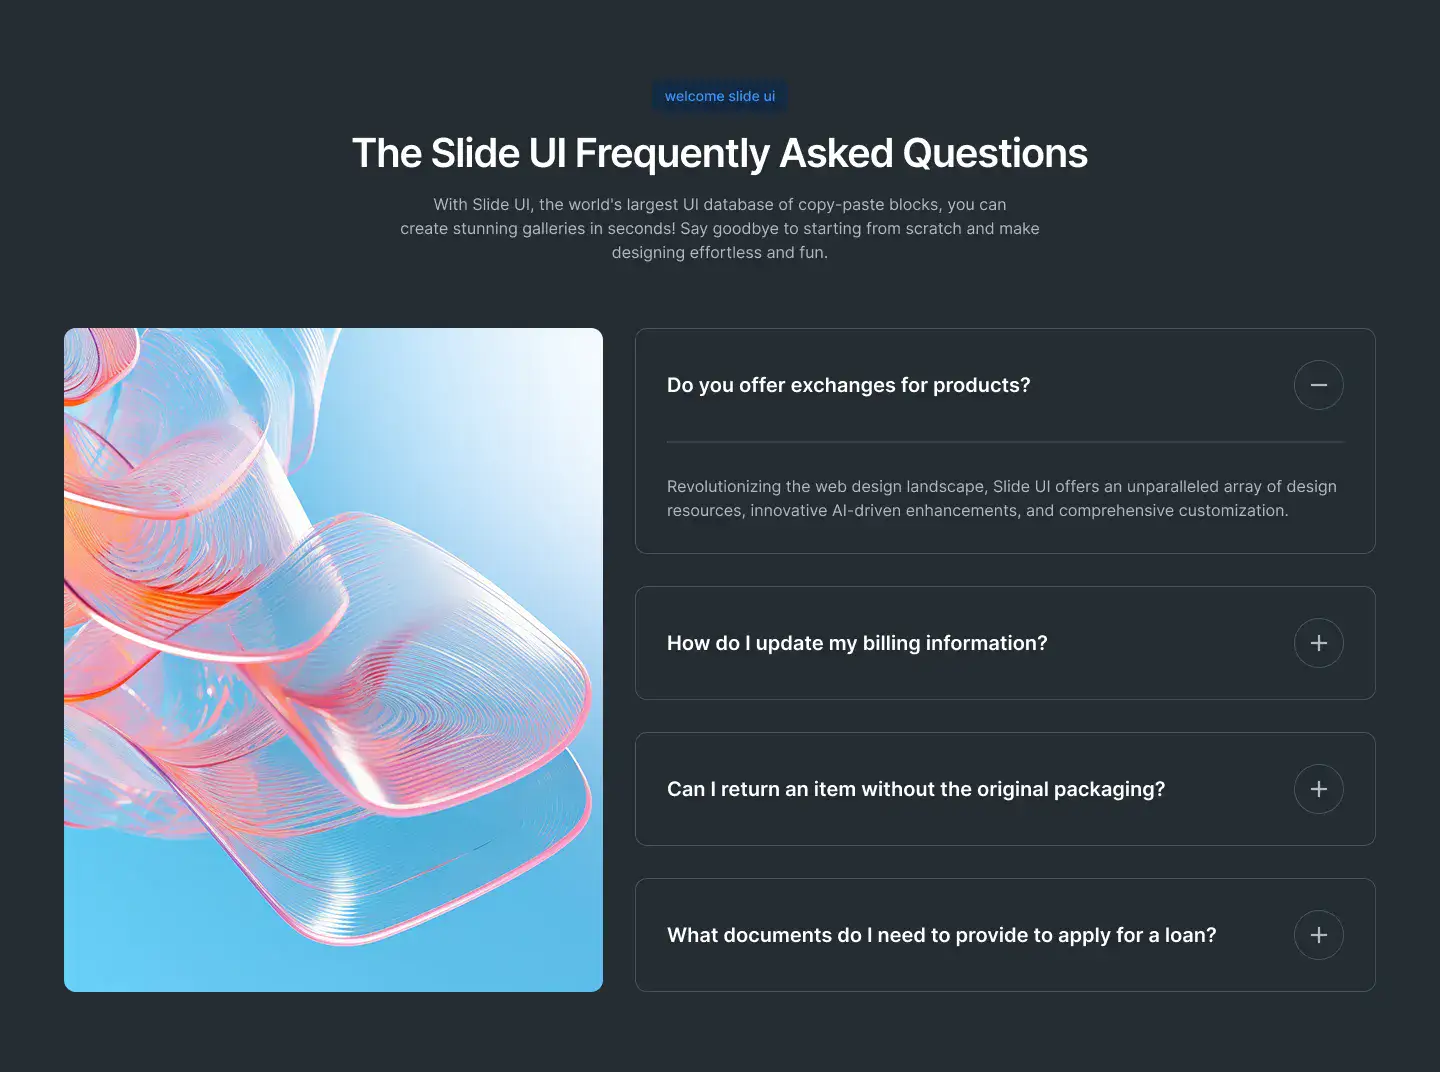 welcome slide ui
The Slide UI Frequently Asked Questions
With Slide UI, the world's largest UI database of copy-paste blocks, you can
create stunning galleries in seconds! Say goodbye to starting from scratch and make
designing effortless and fun.
Do you offer exchanges for products?
Revolutionizing the web design landscape, Slide UI offers an unparalleled array of design
resources, innovative AI-driven enhancements, and comprehensive customization.
How do I update my billing information?
Can I return an item without the original packaging?
What documents do I need to provide to apply for a loan?